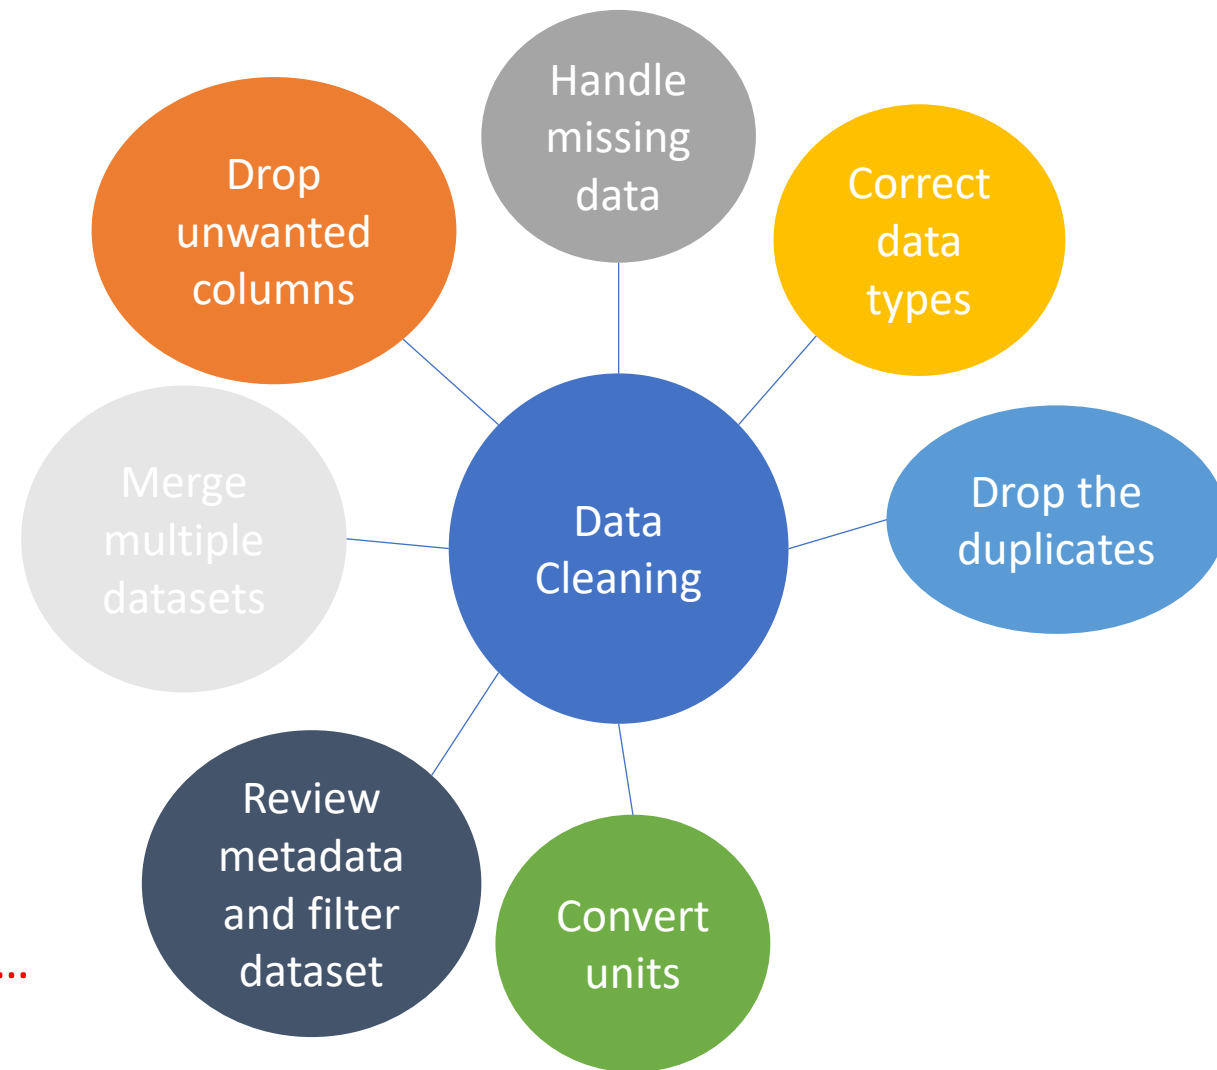 Handle
missing
data
Drop
unwanted
columns
Correct
data
types
Merge
multiple
datasets
Data
Cleaning
Drop the
duplicates
Review
metadata
and filter
dataset
Convert
units
...